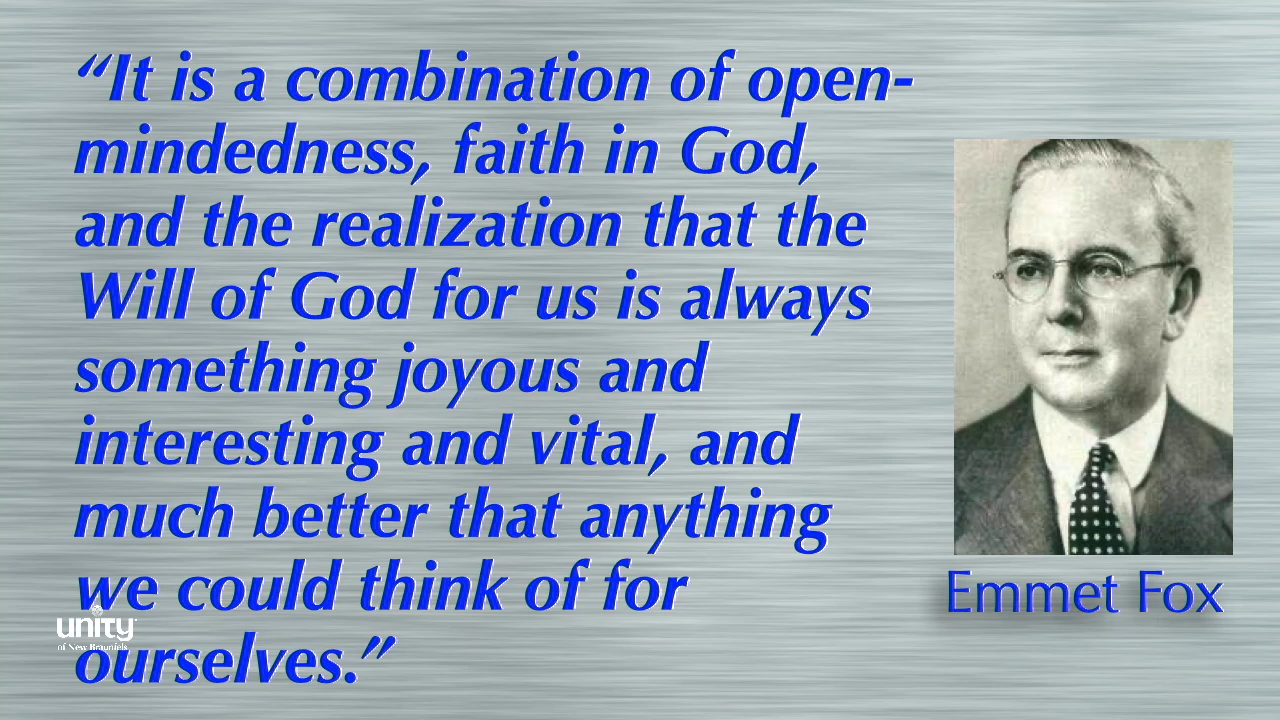 “It is a combination of open-
mindedness, faith in God,
and the realization that the
Will of God for us is always
something joyous and
interesting and vital, and
much better that anything
we could think of for
ourselves.”
Emmet Fox
unity
of New Braunfels